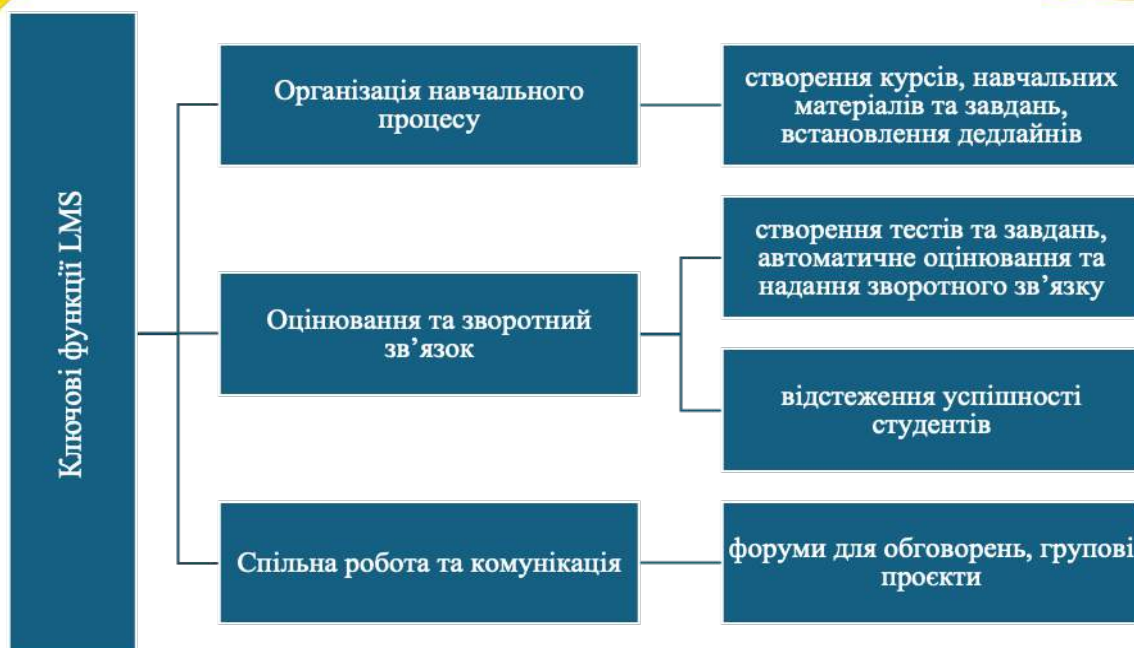 Ключові функції LMS
Організація навчального
процесу
створення курсів, навчальних
матеріалів та завдань,
встановлення дедлайнів
Оцінювання та зворотний
зв’язок
створення тестів та завдань,
автоматичне оцінювання та
надання зворотного зв’язку
відстеження успішності
студентів
Спільна робота та комунікація
форуми для обговорень, групові
проєкти